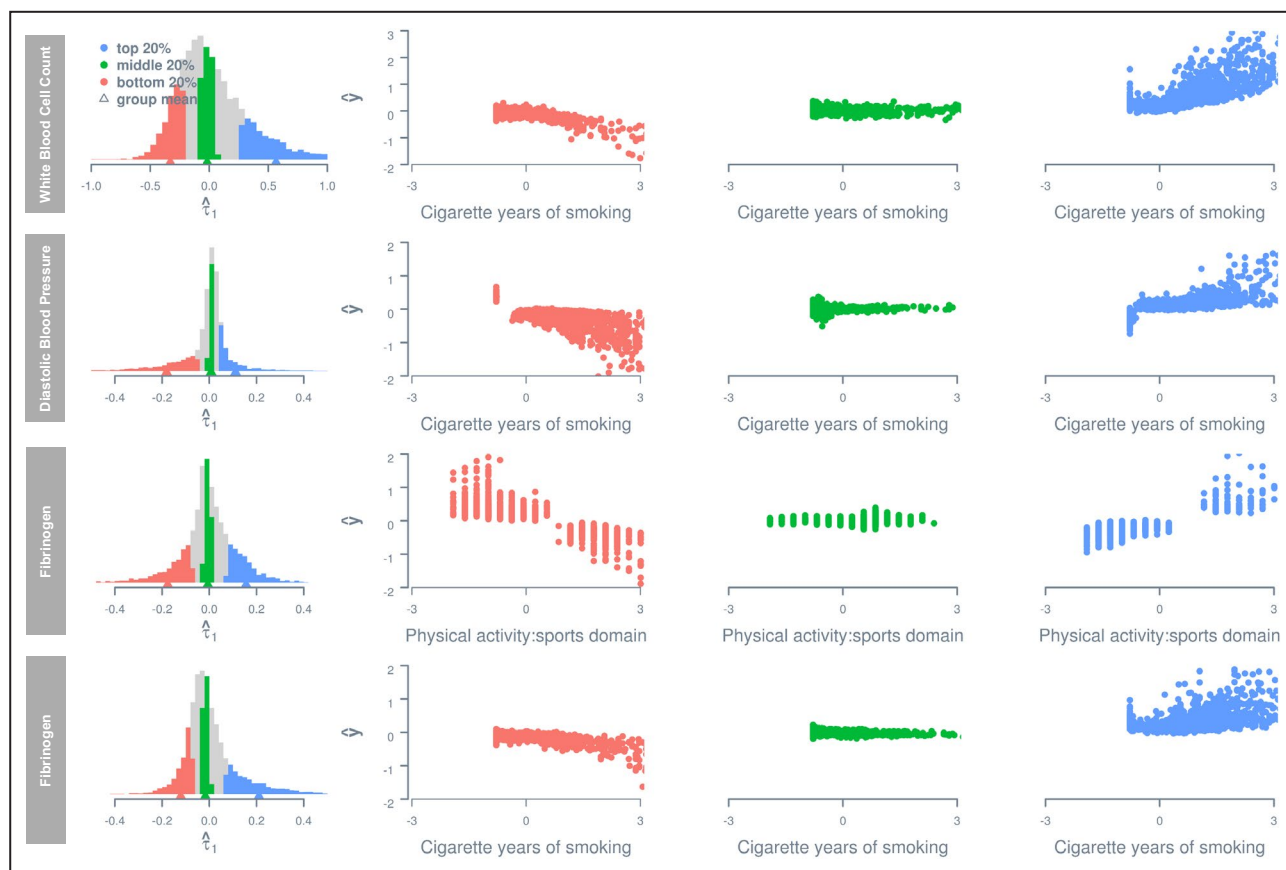 White Blood Cell Count
top 20%
middle 20%
bottom 20%
group mean
-1.0 -0.5 0.0 0.5 1.0
τ̂1
ŷ
3
2
1
0
-1
-2
-3 0 3
Cigarette years of smoking
-3 0 3
Cigarette years of smoking
-3 0 3
Cigarette years of smoking
Diastolic Blood Pressure
-0.4 -0.2 0.0 0.2 0.4
τ̂1
ŷ
2
1
0
-1
-2
-3 0 3
Cigarette years of smoking
-3 0 3
Cigarette years of smoking
-3 0 3
Cigarette years of smoking
Fibrinogen
-0.4 -0.2 0.0 0.2 0.4
τ̂1
ŷ
2
1
0
-1
-2
-3 0 3
Physical activity:sports domain
-3 0 3
Physical activity:sports domain
-3 0 3
Physical activity:sports domain
Fibrinogen
-0.4 -0.2 0.0 0.2 0.4
τ̂1
ŷ
2
1
0
-1
-2
-3 0 3
Cigarette years of smoking
-3 0 3
Cigarette years of smoking
-3 0 3
Cigarette years of smoking